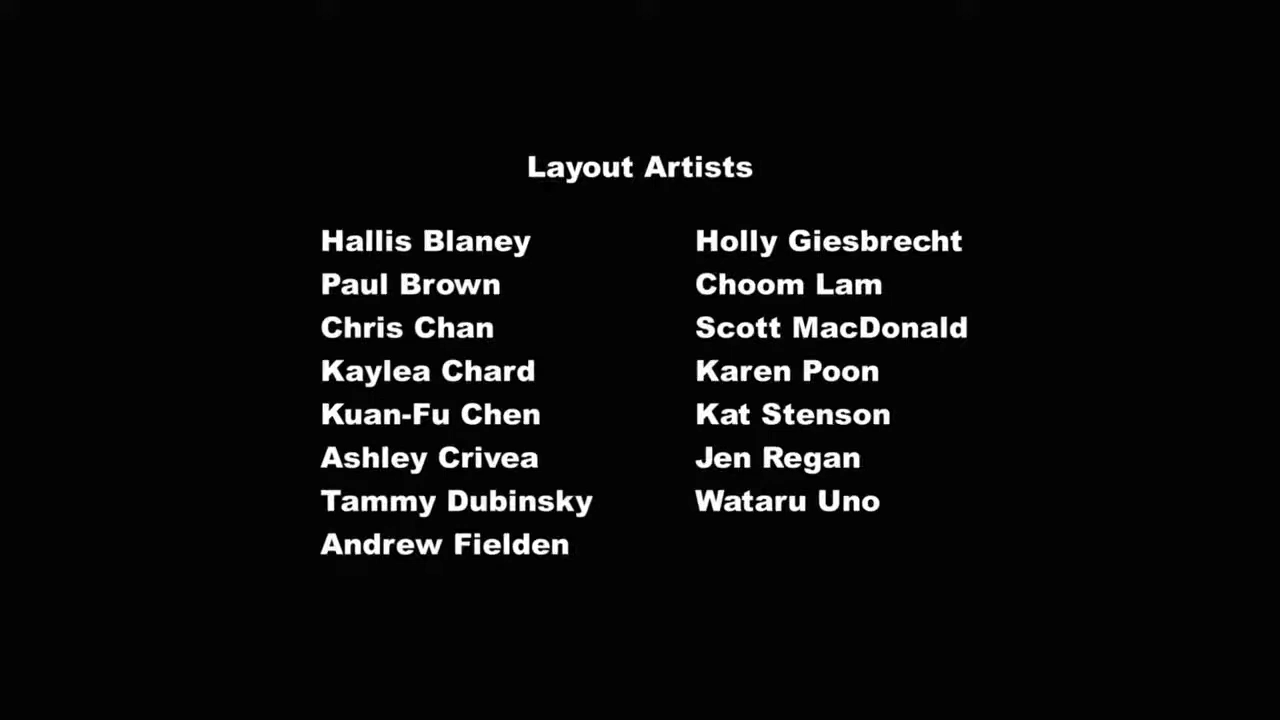 Layout Artists
Hallis Blaney
Paul Brown
Chris Chan
Kaylea Chard
Kuan-Fu Chen
Ashley Crivea
Tammy Dubinsky
Andrew Fielden
Holly Giesbrecht
Choom Lam
Scott MacDonald
Karen Poon
Kat Stenson
Jen Regan
Wataru Uno